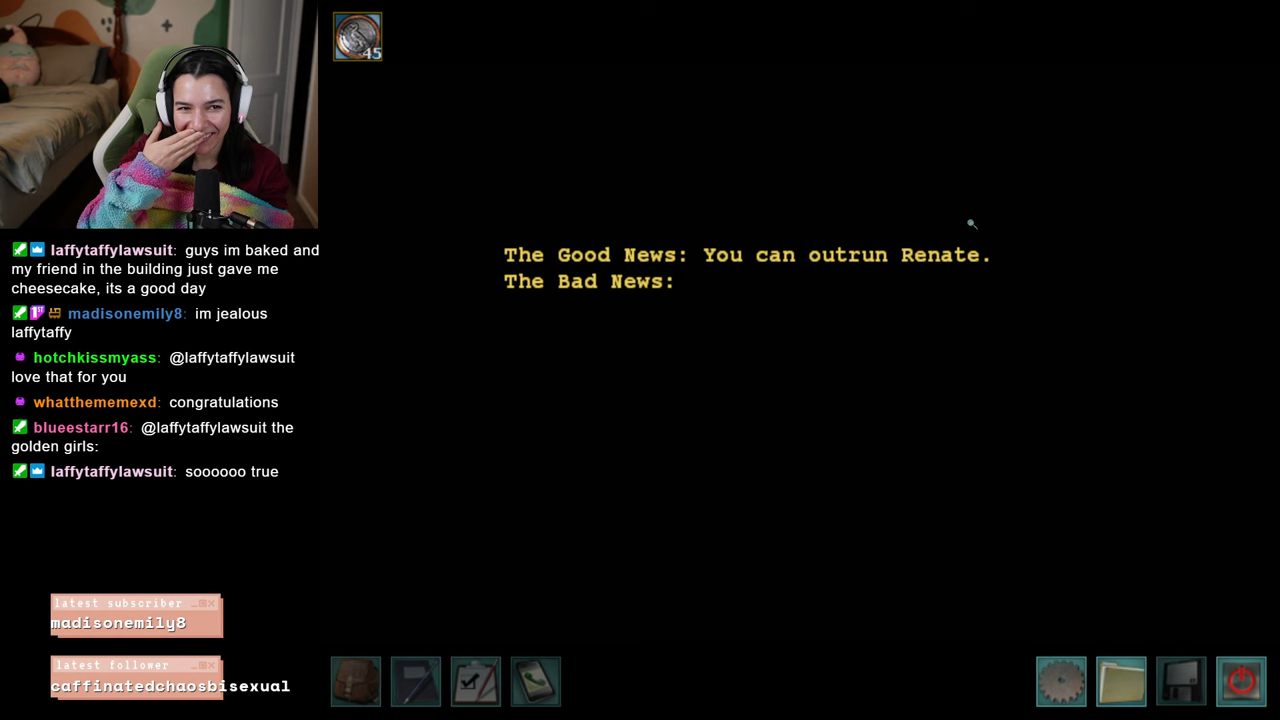 45
The Good News: You can outrun Renate.
The Bad News:
laffytaffylawsuit: guys im baked and
my friend in the building just gave me
cheesecake, its a good day
madisonemily8: im jealous
laffytaffy
hotchkissmyass: @laffytaffylawsuit
love that for you
whatthememexd: congratulations
blueestarr16: @laffytaffylawsuit the
golden girls:
laffytaffylawsuit: soooooo true
latest subscriber
madisonemily8
latest follower
caffinatedchaosbisexual